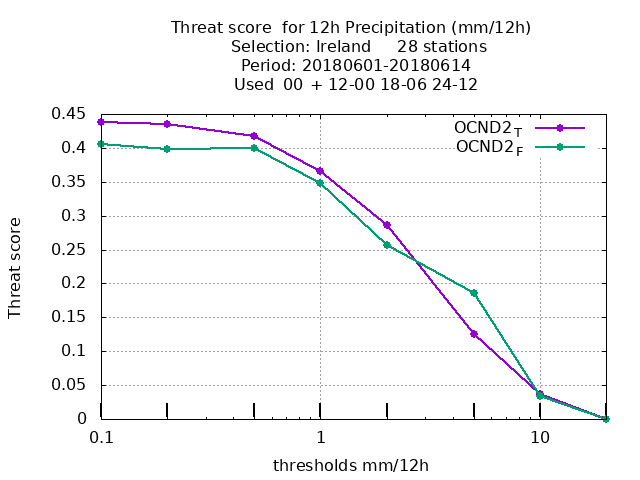 Threat score  for 12h Precipitation (mm/12h)
Selection: Ireland     28 stations
Period: 20180601-20180614
Used  00  + 12-00 18-06 24-12
OCND2T
OCND2F
0.45
0.4
0.35
0.3
0.25
0.2
0.15
0.1
0.05
0
Threat score
0.1
1
10
thresholds mm/12h